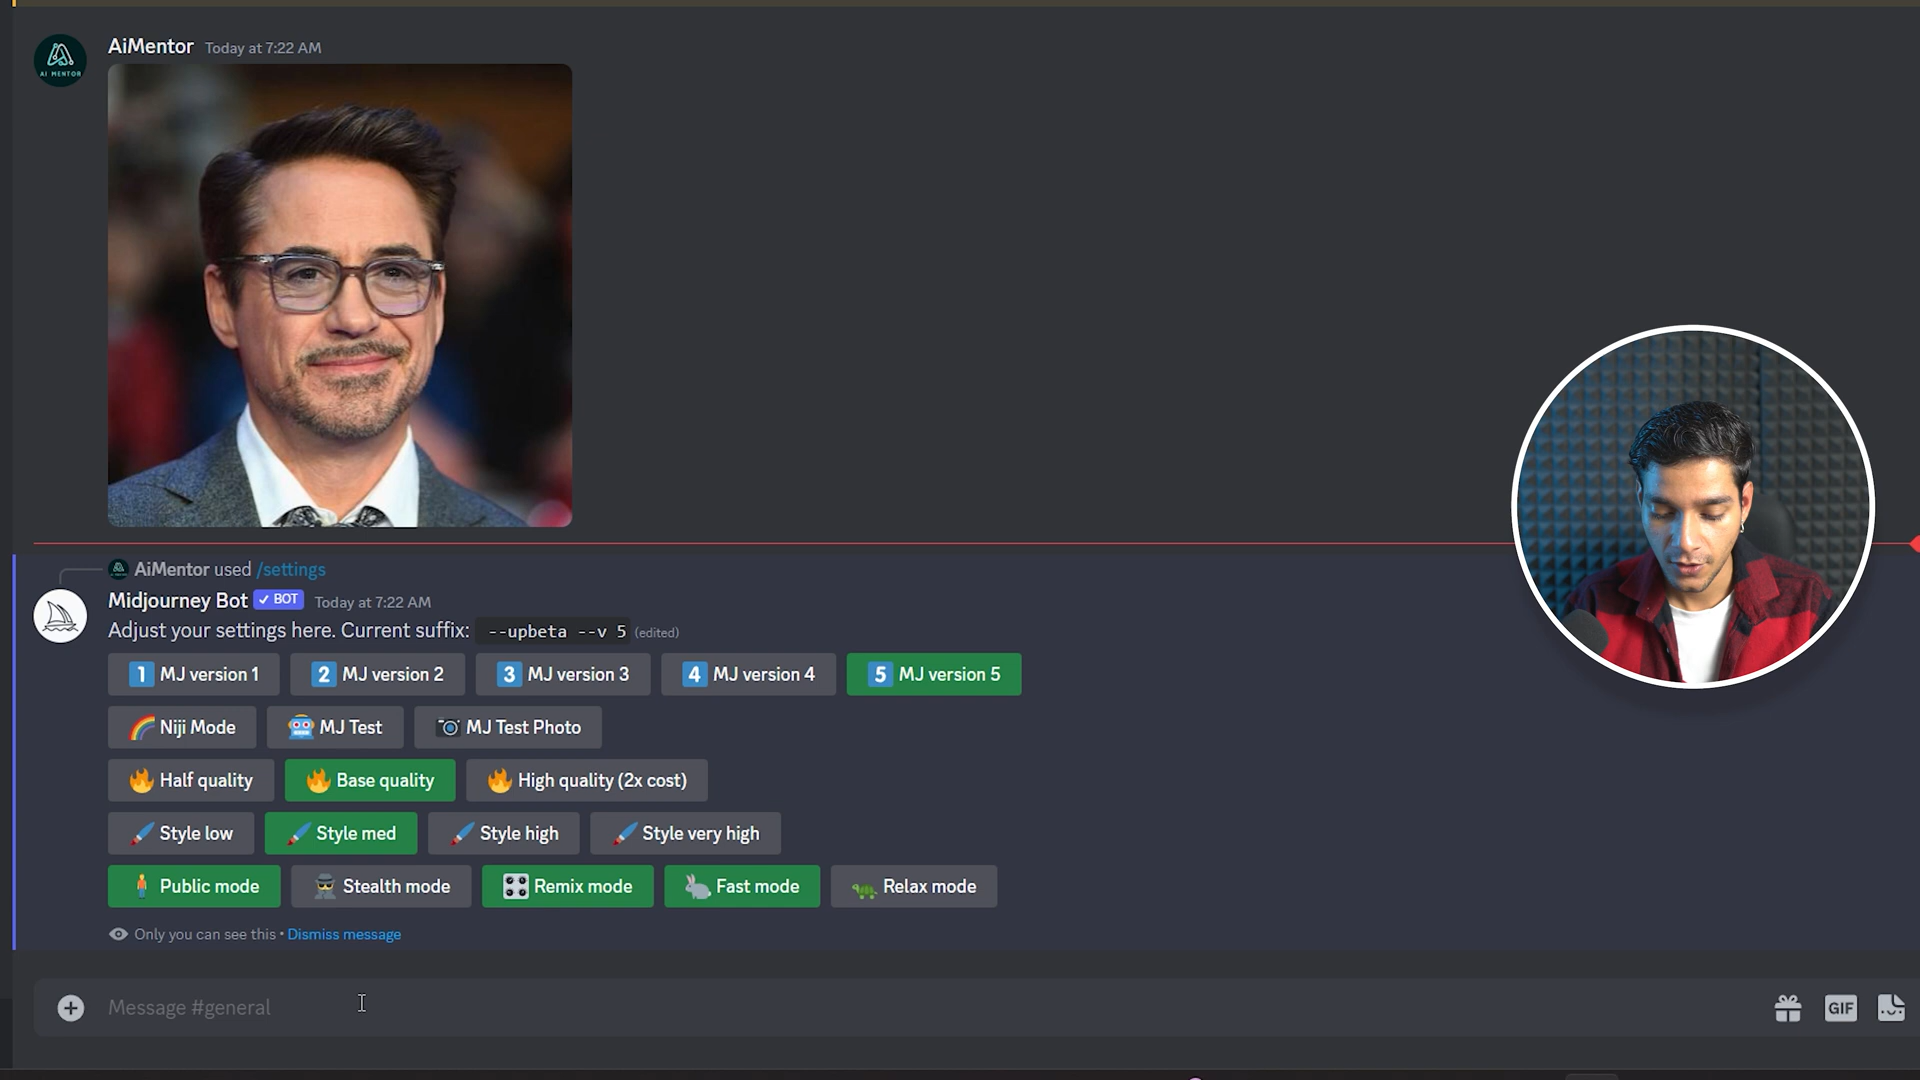 AiMentor Today at 7:22 AM
AI MENTOR
AiMentor used /settings
Midjourney Bot ✓ BOT Today at 7:22 AM
Adjust your settings here. Current suffix: --upbeta --v 5 (edited)
1 MJ version 1 2 MJ version 2 3 MJ version 3 4 MJ version 4 5 MJ version 5
Niji Mode MJ Test MJ Test Photo
Half quality Base quality High quality (2x cost)
Style low Style med Style high Style very high
Public mode Stealth mode Remix mode Fast mode Relax mode
Only you can see this • Dismiss message
Message #general
GIF